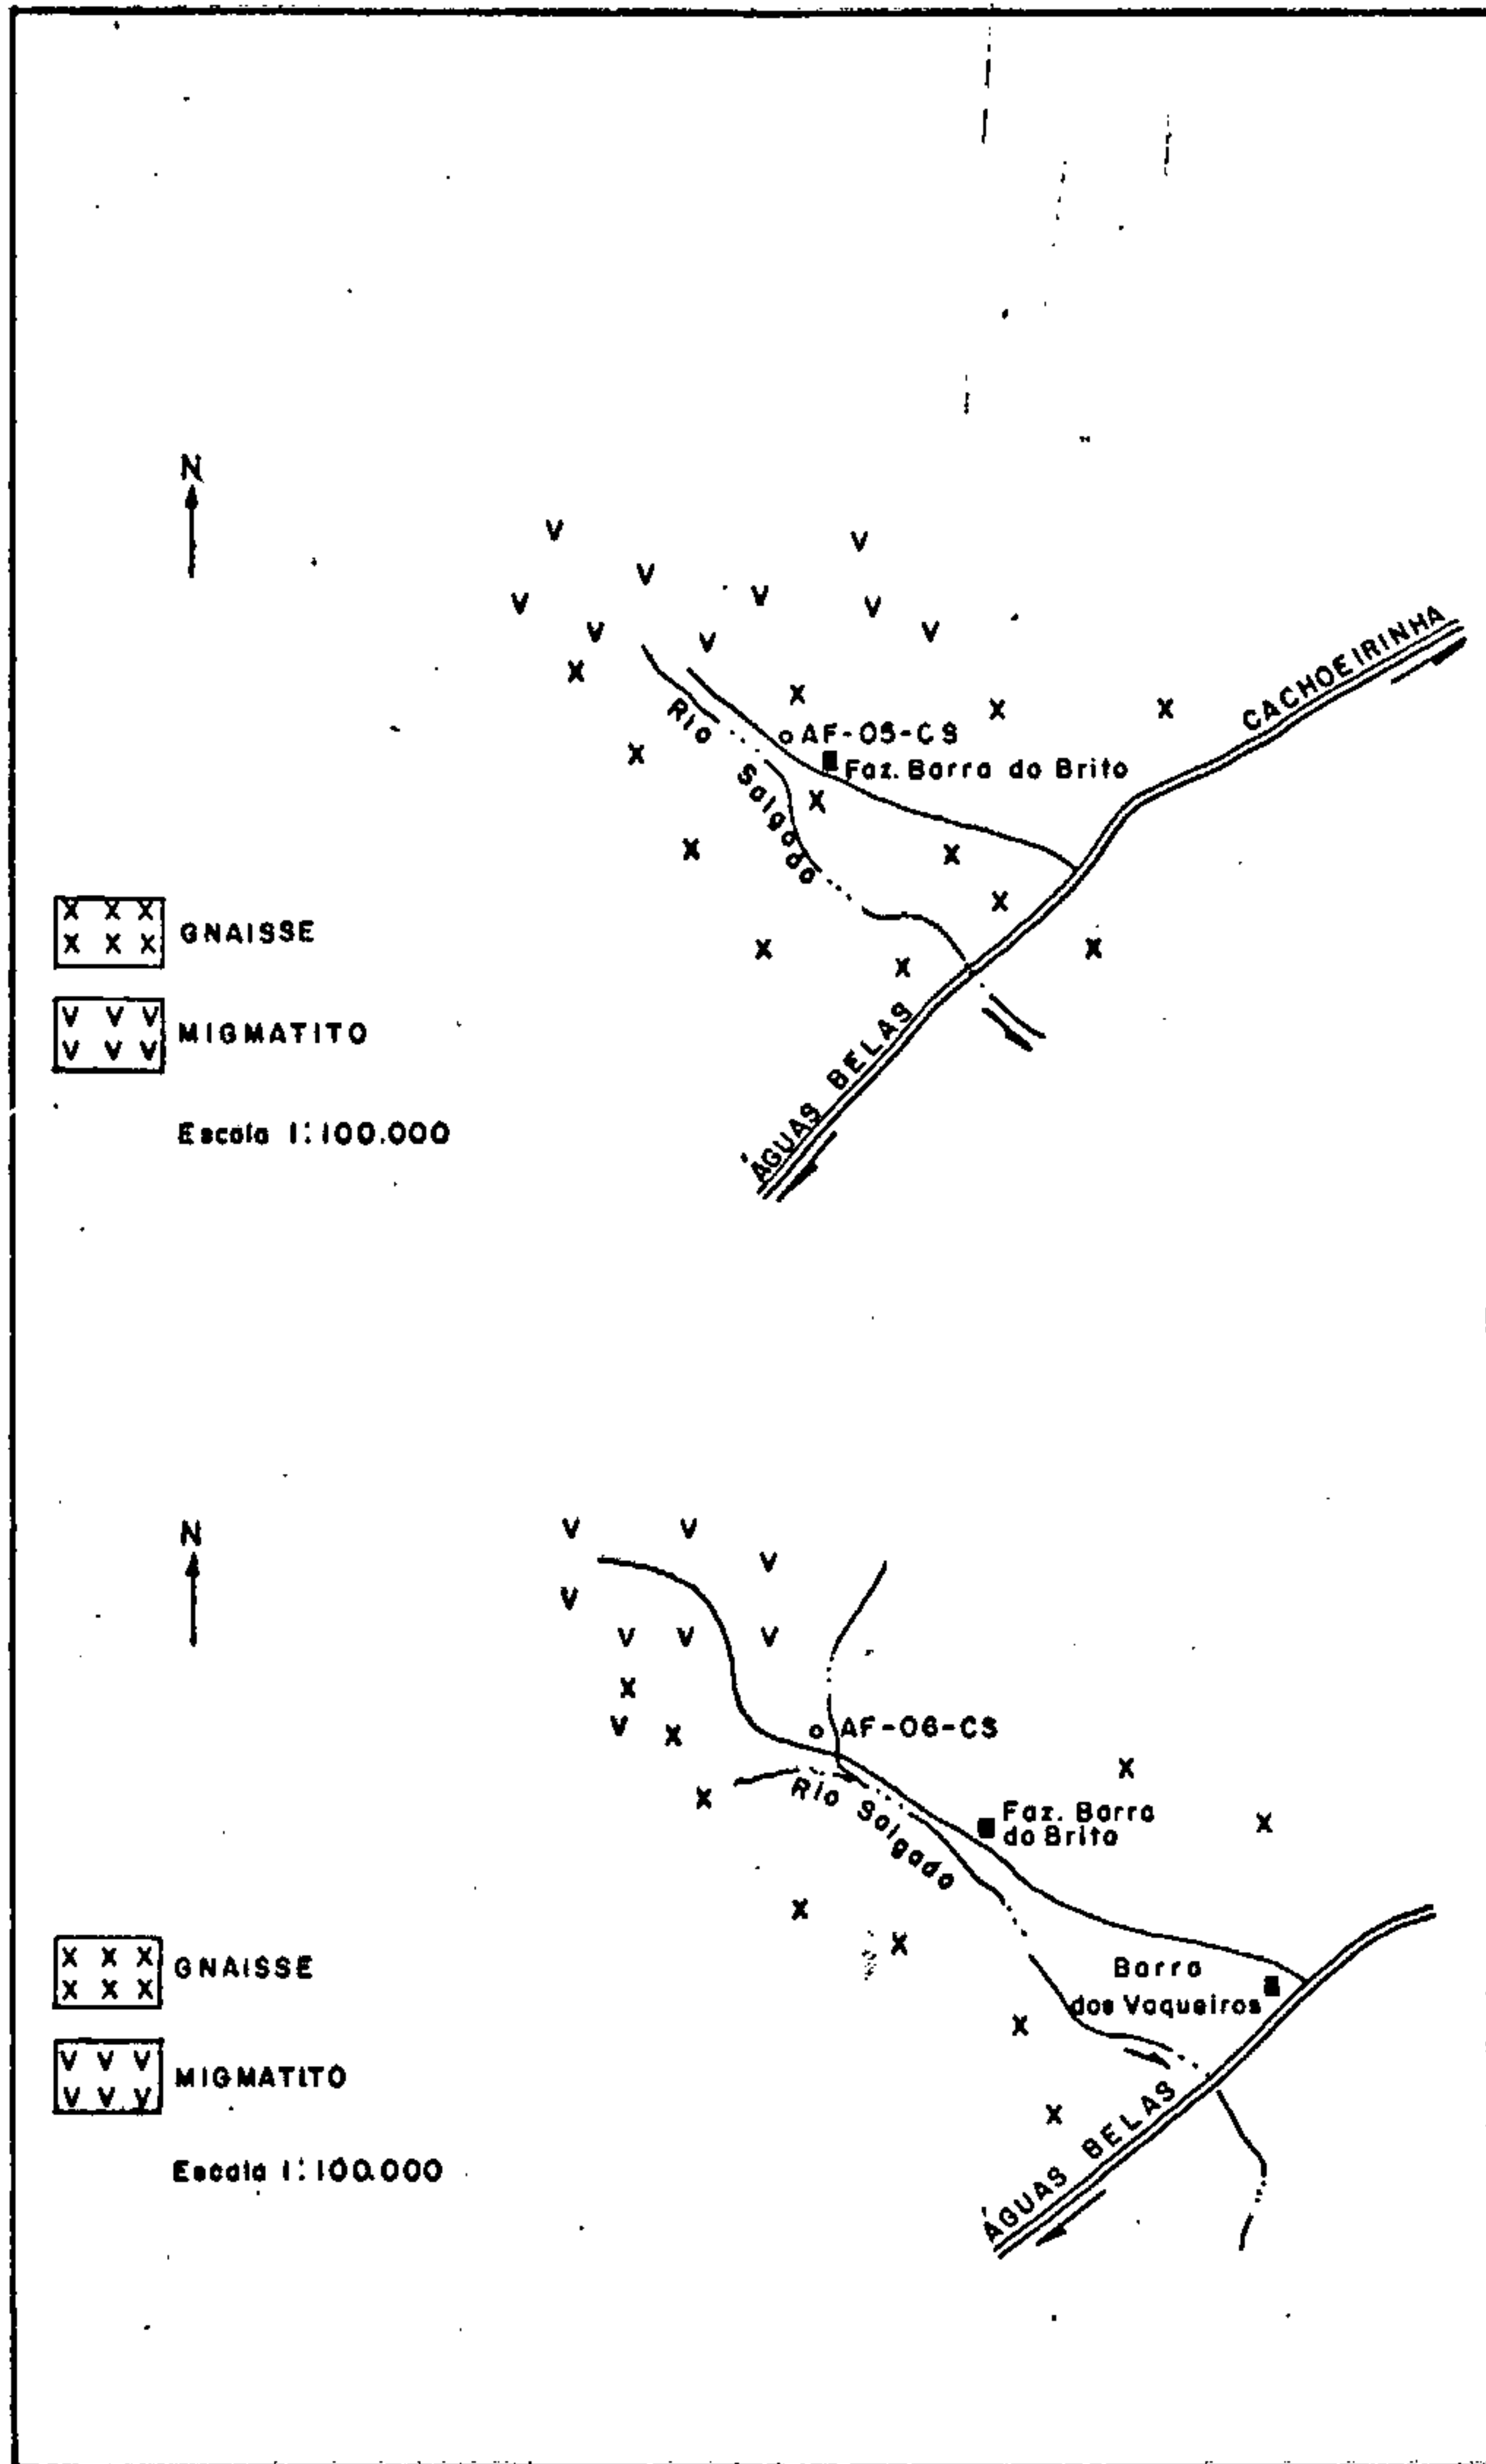 N
CACHOEIRINHA
Rio Salgado
AF-05-CS
Faz. Barra do Brito
X X X
X X X
GNAISSE
V V V
V V V
MIGMATITO
ÁGUAS BELAS
Escala 1:100.000
N
AF-06-CS
Rio Salgado
Faz. Barra
do Brito
X X X
X X X
GNAISSE
Barra
dos Vaqueiros
V V V
V V V
MIGMATITO
ÁGUAS BELAS
Escala 1:100.000